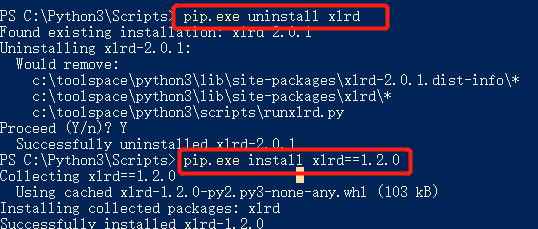 PS C:\Python3\Scripts> pip.exe uninstall xlrd
Found existing installation: xlrd 2.0.1
Uninstalling xlrd-2.0.1:
Would remove:
c:\toolspace\python3\lib\site-packages\xlrd-2.0.1.dist-info\*
c:\toolspace\python3\lib\site-packages\xlrd\*
c:\toolspace\python3\scripts\runxlrd.py
Proceed (Y/n)? Y
Successfully uninstalled xlrd-2.0.1
PS C:\Python3\Scripts> pip.exe install xlrd==1.2.0
Collecting xlrd==1.2.0
Using cached xlrd-1.2.0-py2.py3-none-any.whl (103 kB)
Installing collected packages: xlrd
Successfully installed xlrd-1.2.0